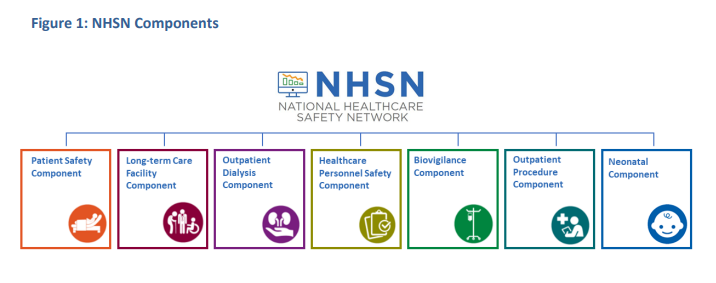 Figure 1: NHSN Components
NHSN
NATIONAL HEALTHCARE
SAFETY NETWORK
Patient Safety
Component
Long-term Care
Facility
Component
Outpatient
Dialysis
Component
Healthcare
Personnel Safety
Component
Biovigilance
Component
Outpatient
Procedure
Component
Neonatal
Component